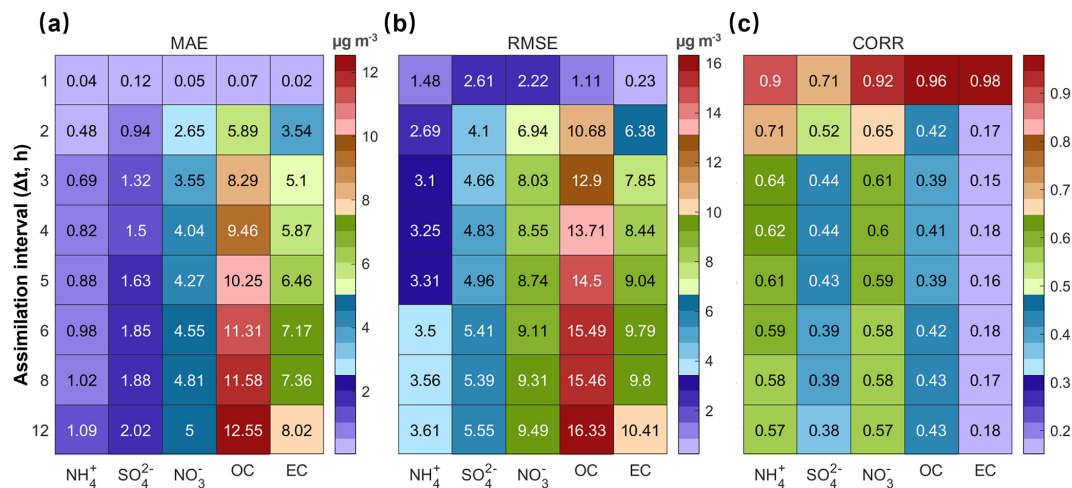 (a) (b) (c)
MAE µg m-3 RMSE µg m-3 CORR
Assimilation interval (Δt, h)
1 0.04 0.12 0.05 0.07 0.02 1.48 2.61 2.22 1.11 0.23 0.9 0.71 0.92 0.96 0.98
2 0.48 0.94 2.65 5.89 3.54 2.69 4.1 6.94 10.68 6.38 0.71 0.52 0.65 0.42 0.17
3 0.69 1.32 3.55 8.29 5.1 3.1 4.66 8.03 12.9 7.85 0.64 0.44 0.61 0.39 0.15
4 0.82 1.5 4.04 9.46 5.87 3.25 4.83 8.55 13.71 8.44 0.62 0.44 0.6 0.41 0.18
5 0.88 1.63 4.27 10.25 6.46 3.31 4.96 8.74 14.5 9.04 0.61 0.43 0.59 0.39 0.16
6 0.98 1.85 4.55 11.31 7.17 3.5 5.41 9.11 15.49 9.79 0.59 0.39 0.58 0.42 0.18
8 1.02 1.88 4.81 11.58 7.36 3.56 5.39 9.31 15.46 9.8 0.58 0.39 0.58 0.43 0.17
12 1.09 2.02 5 12.55 8.02 3.61 5.55 9.49 16.33 10.41 0.57 0.38 0.57 0.43 0.18
NH4+ SO42- NO3- OC EC NH4+ SO42- NO3- OC EC NH4+ SO42- NO3- OC EC
12
10
8
6
4
2
16
14
12
10
8
6
4
2
0.9
0.8
0.7
0.6
0.5
0.4
0.3
0.2